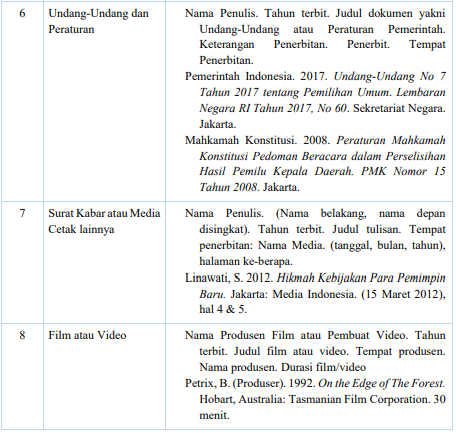 6 Undang-Undang dan Peraturan
Nama Penulis. Tahun terbit. Judul dokumen yakni
Undang-Undang atau Peraturan Pemerintah.
Keterangan Penerbitan. Penerbit. Tempat
Penerbitan.
Pemerintah Indonesia. 2017. Undang-Undang No 7
Tahun 2017 tentang Pemilihan Umum. Lembaran
Negara RI Tahun 2017, No 60. Sekretariat Negara.
Jakarta.
Mahkamah Konstitusi. 2008. Peraturan Mahkamah
Konstitusi Pedoman Beracara dalam Perselisihan
Hasil Pemilu Kepala Daerah. PMK Nomor 15
Tahun 2008. Jakarta.
7 Surat Kabar atau Media Cetak lainnya
Nama Penulis. (Nama belakang, nama depan
disingkat). Tahun terbit. Judul tulisan. Tempat
penerbitan: Nama Media. (tanggal, bulan, tahun),
halaman ke-berapa.
Linawati, S. 2012. Hikmah Kebijakan Para Pemimpin
Baru. Jakarta: Media Indonesia. (15 Maret 2012),
hal 4 & 5.
8 Film atau Video
Nama Produsen Film atau Pembuat Video. Tahun
terbit. Judul film atau video. Tempat produsen.
Nama produsen. Durasi film/video
Petrix, B. (Produser). 1992. On the Edge of The Forest.
Hobart, Australia: Tasmanian Film Corporation. 30
menit.